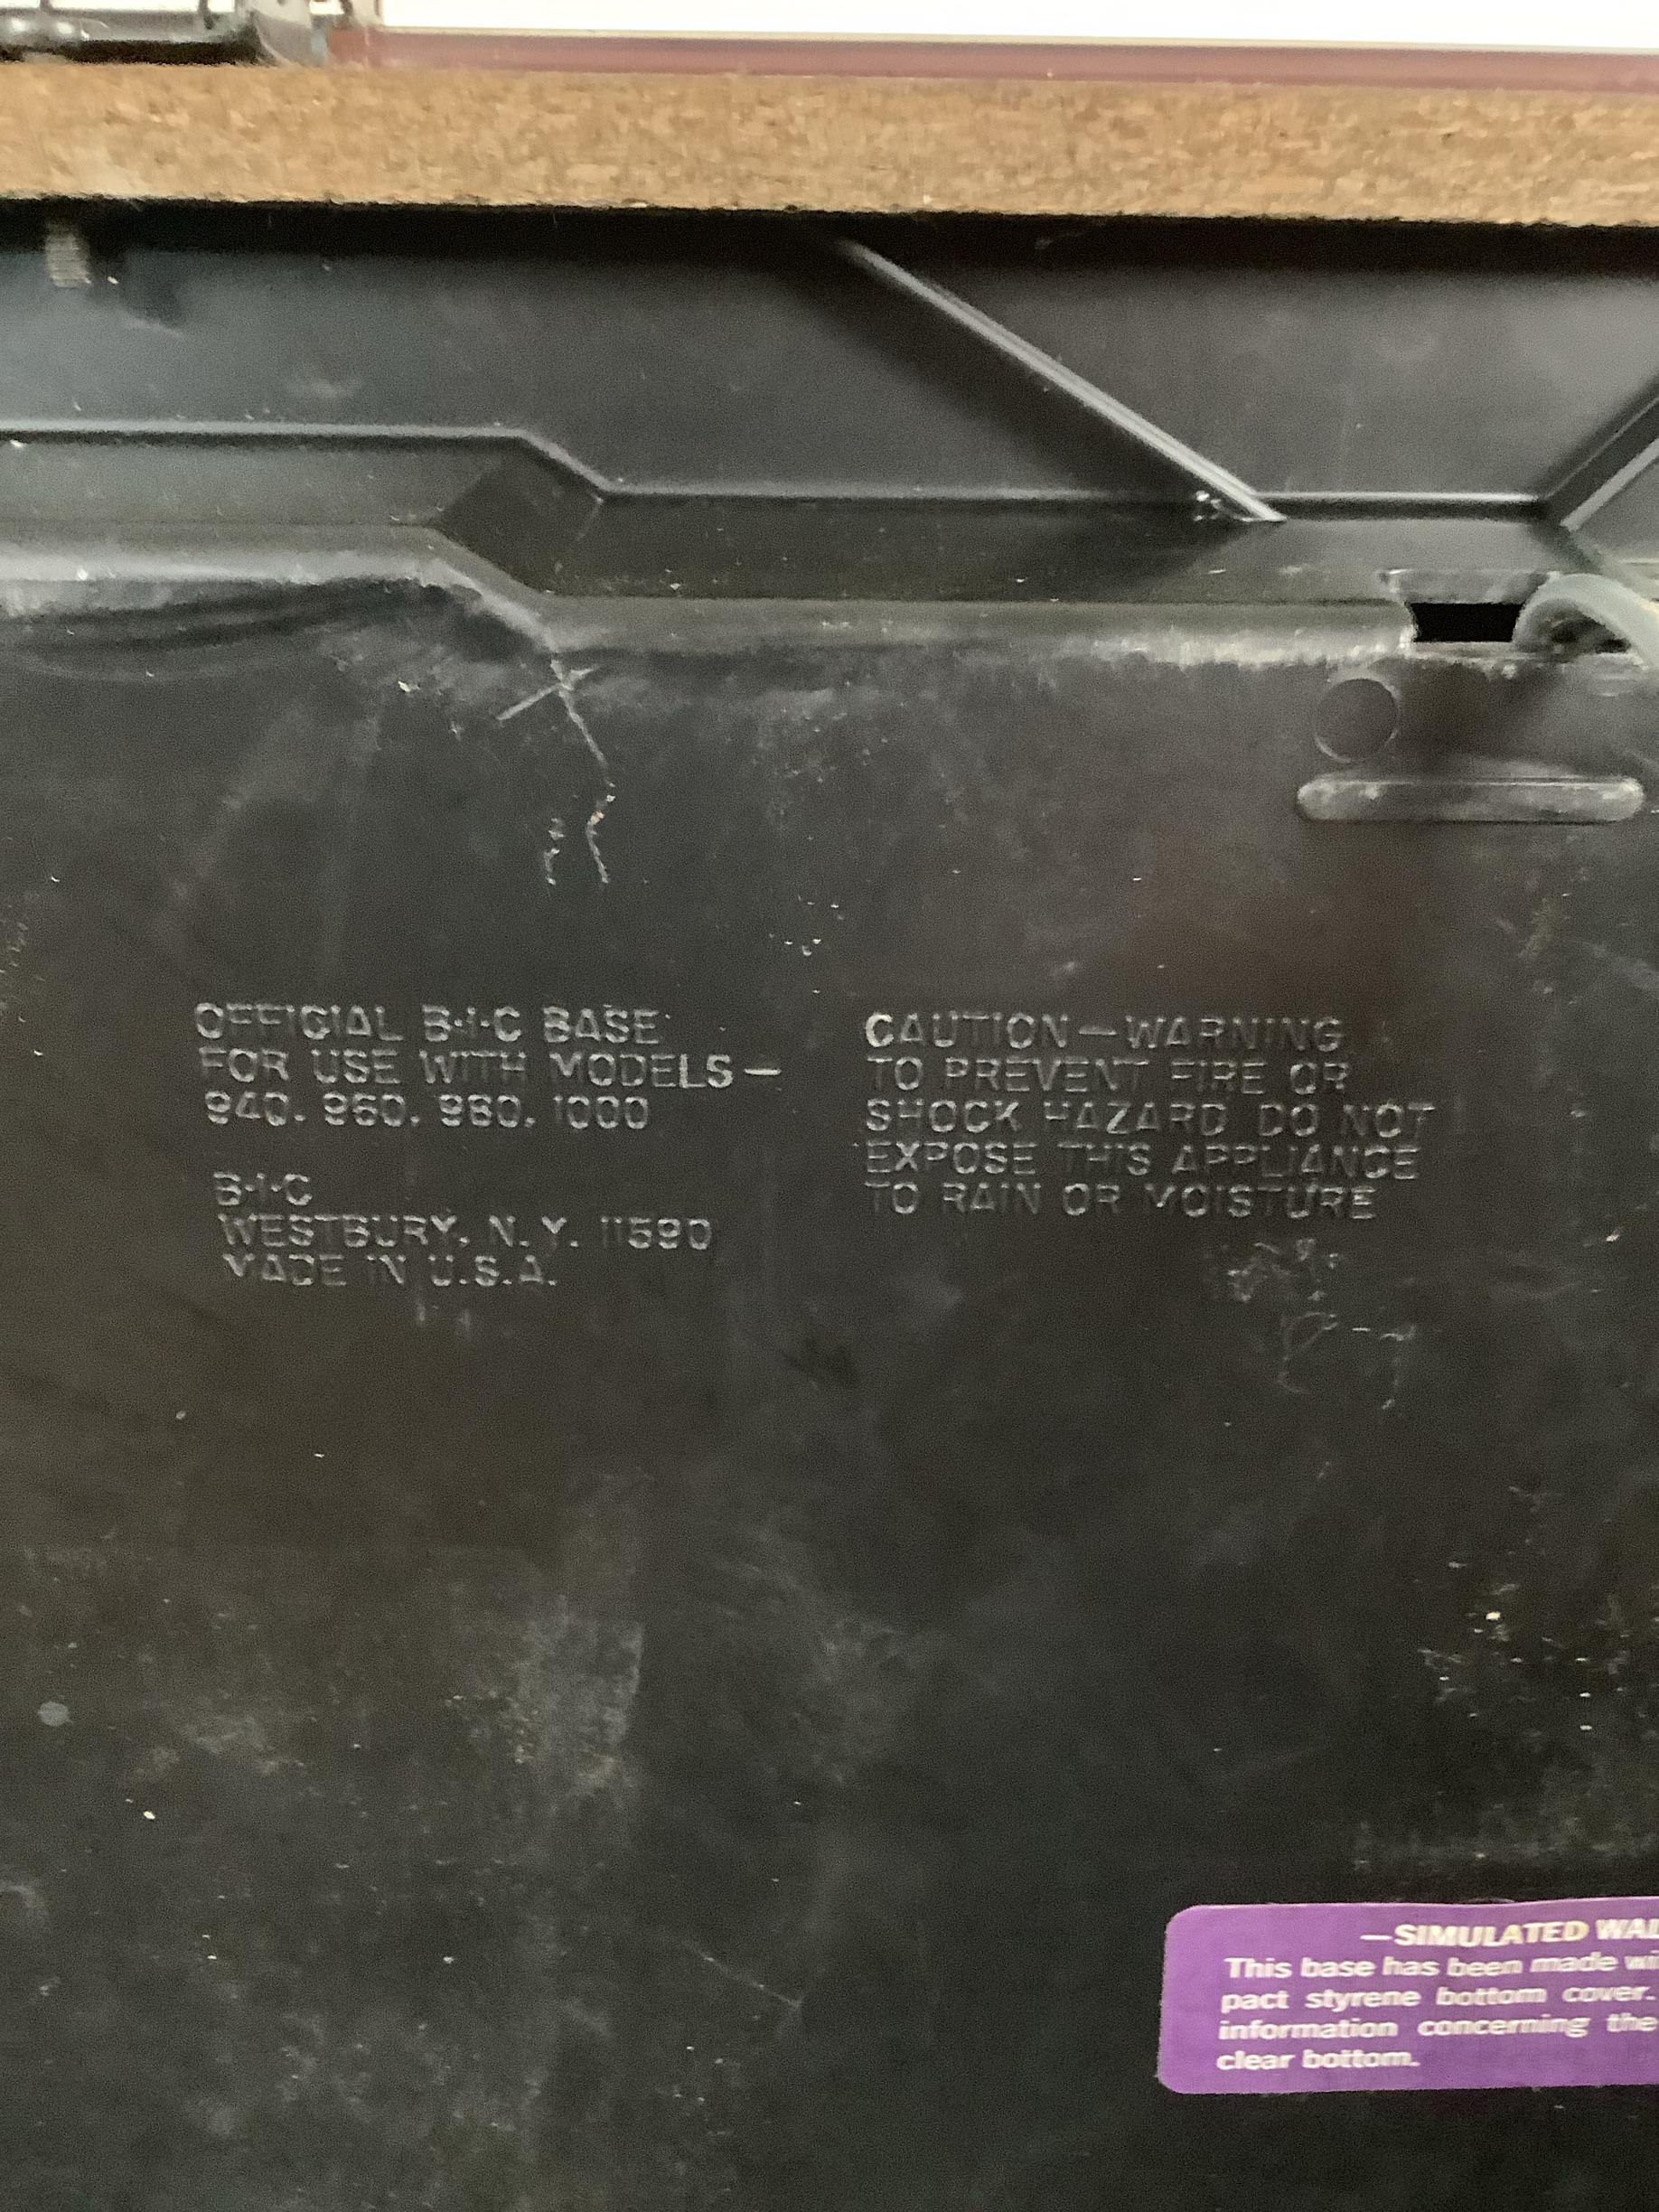 OFFICIAL B·I·C BASE
FOR USE WITH MODELS—
940, 960, 980, 1000
B·I·C
WESTBURY, N.Y. 11590
MADE IN U.S.A.
CAUTION—WARNING
TO PREVENT FIRE OR
SHOCK HAZARD DO NOT
EXPOSE THIS APPLIANCE
TO RAIN OR MOISTURE
—SIMULATED WAL
This base has been made wi
pact styrene bottom cover.
information concerning the
clear bottom.